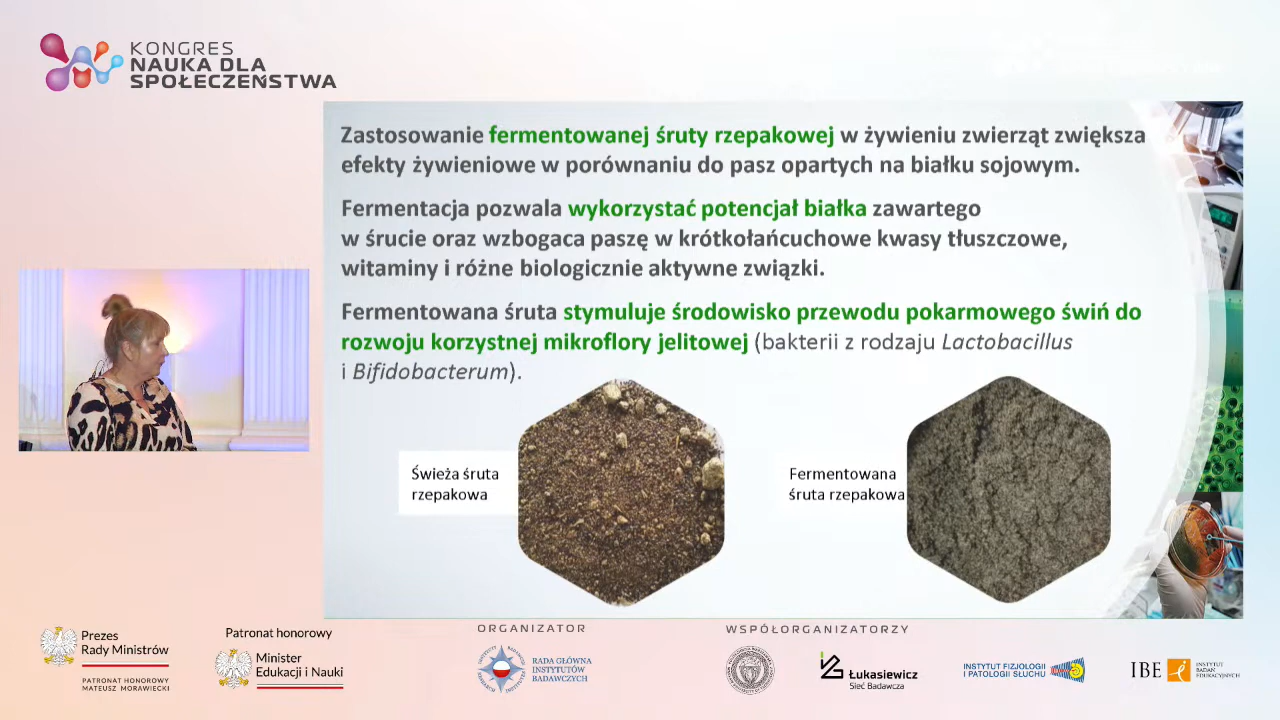 KONGRES
NAUKA DLA
SPOŁECZEŃSTWA
Zastosowanie fermentowanej śruty rzepakowej w żywieniu zwierząt zwiększa
efekty żywieniowe w porównaniu do pasz opartych na białku sojowym.
Fermentacja pozwala wykorzystać potencjał białka zawartego
w śrucie oraz wzbogaca paszę w krótkołańcuchowe kwasy tłuszczowe,
witaminy i różne biologicznie aktywne związki.
Fermentowana śruta stymuluje środowisko przewodu pokarmowego świń do
rozwoju korzystnej mikroflory jelitowej (bakterii z rodzaju Lactobacillus
i Bifidobacterum).
Świeża śruta
rzepakowa
Fermentowana
śruta rzepakowa
Prezes
Rady Ministrów
PATRONAT HONOROWY
MATEUSZ MORAWIECKI
Patronat honorowy
Minister
Edukacji i Nauki
ORGANIZATOR
RADA GŁÓWNA
INSTYTUTÓW
BADAWCZYCH
WSPÓŁORGANIZATORZY
Łukasiewicz
Sieć Badawcza
INSTYTUT FIZJOLOGII
I PATOLOGII SŁUCHU
IBE
INSTYTUT
BADAŃ
EDUKACYJNYCH